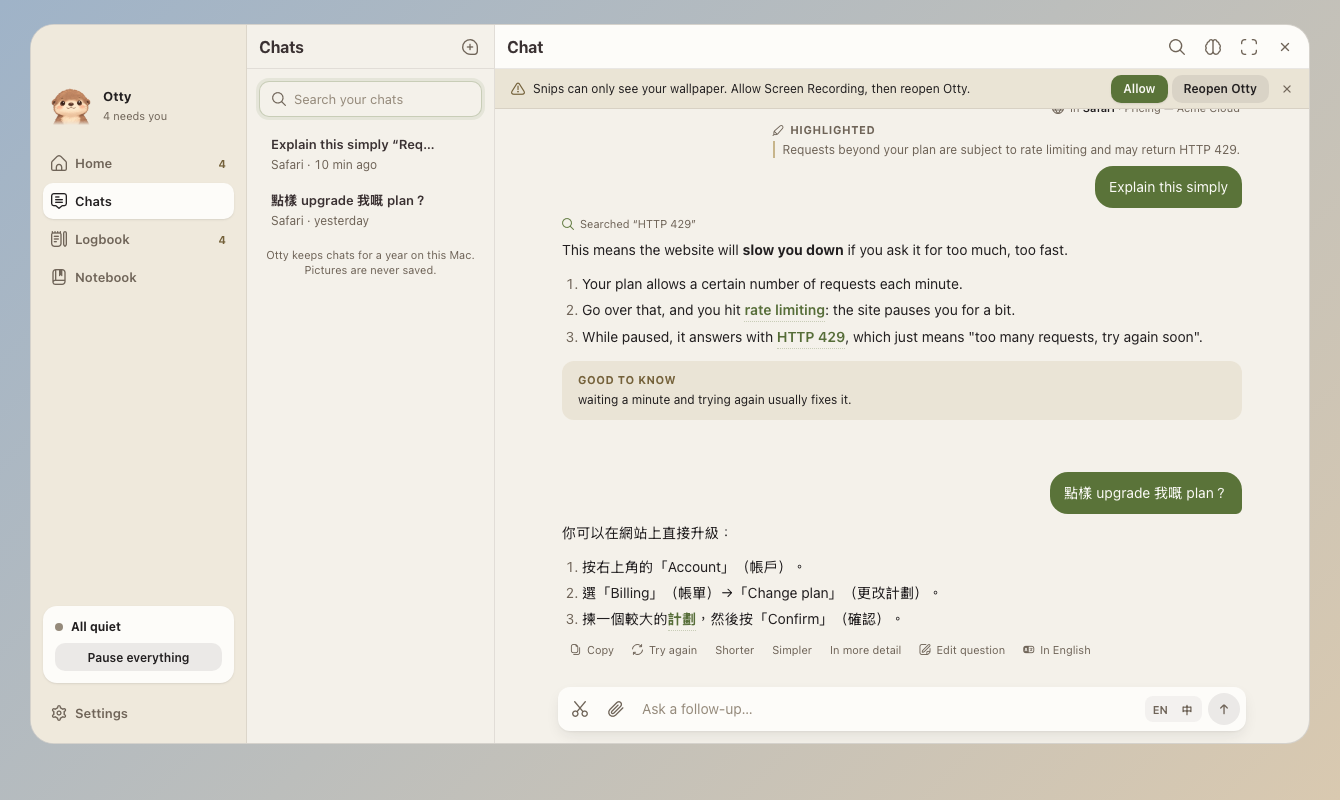 Otty
4 needs you
Home 4
Chats
Logbook 4
Notebook
All quiet
Pause everything
Settings
Chats
Search your chats
Explain this simply “Req...
Safari · 10 min ago
點樣 upgrade 我嘅 plan？
Safari · yesterday
Otty keeps chats for a year on this Mac.
Pictures are never saved.
Chat
Snips can only see your wallpaper. Allow Screen Recording, then reopen Otty.
Allow
Reopen Otty
in Safari · Pricing — Acme Cloud
HIGHLIGHTED
Requests beyond your plan are subject to rate limiting and may return HTTP 429.
Explain this simply
Searched “HTTP 429”
This means the website will slow you down if you ask it for too much, too fast.
1. Your plan allows a certain number of requests each minute.
2. Go over that, and you hit rate limiting: the site pauses you for a bit.
3. While paused, it answers with HTTP 429, which just means "too many requests, try again soon".
GOOD TO KNOW
waiting a minute and trying again usually fixes it.
點樣 upgrade 我嘅 plan？
你可以在網站上直接升級：
1. 按右上角的「Account」（帳戶）。
2. 選「Billing」（帳單）→「Change plan」（更改計劃）。
3. 揀一個較大的計劃，然後按「Confirm」（確認）。
Copy
Try again
Shorter
Simpler
In more detail
Edit question
In English
Ask a follow-up...
EN 中